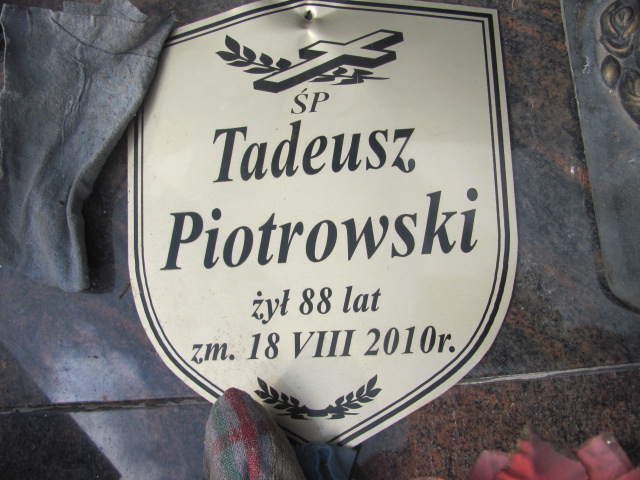 ŚP
Tadeusz
Piotrowski
żył 88 lat
zm. 18 VIII 2010r.